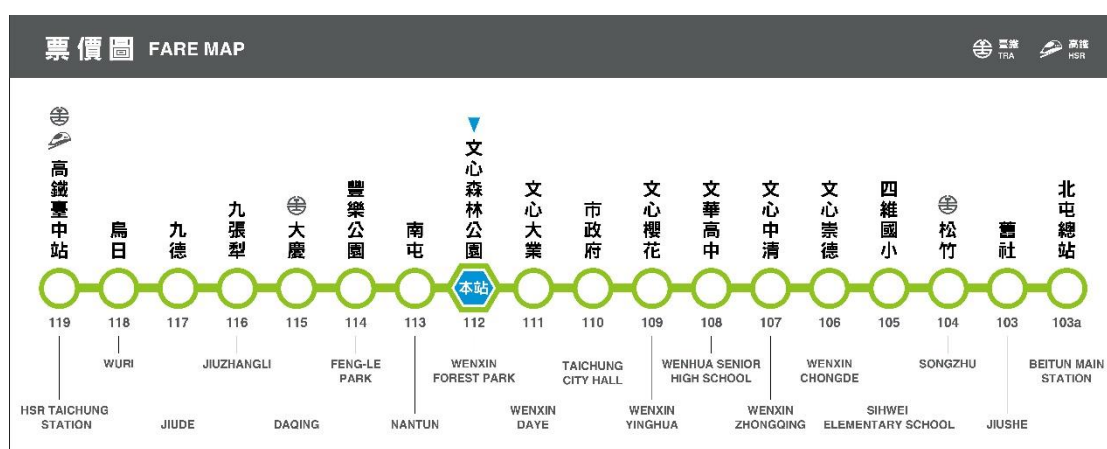 票價圖 FARE MAP
臺鐵
TRA
高鐵
HSR
高鐵臺中站
烏日
九德
九張犁
大慶
豐樂公園
南屯
文心森林公園
文心大業
市政府
文心櫻花
文華高中
文心中清
文心崇德
四維國小
松竹
舊社
北屯總站
本站
119
118
117
116
115
114
113
112
111
110
109
108
107
106
105
104
103
103a
HSR TAICHUNG
STATION
WURI
JIUDE
JIUZHANGLI
DAQING
FENG-LE
PARK
NANTUN
WENXIN
FOREST PARK
WENXIN
DAYE
TAICHUNG
CITY HALL
WENXIN
YINGHUA
WENHUA SENIOR
HIGH SCHOOL
WENXIN
ZHONGQING
WENXIN
CHONGDE
SIHWEI
ELEMENTARY SCHOOL
SONGZHU
JIUSHE
BEITUN MAIN
STATION